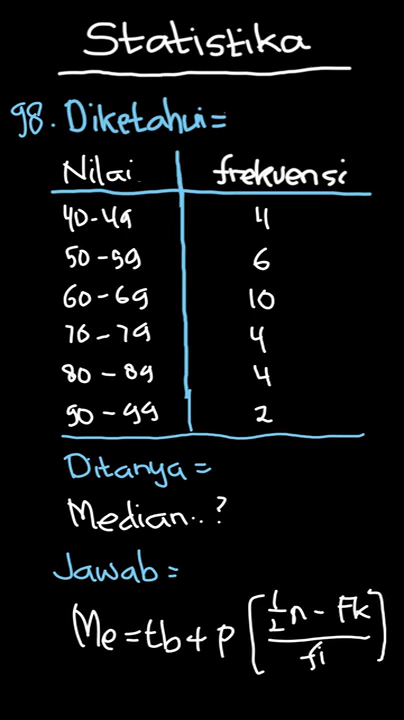 Statistika
98. Diketahui=
Nilai frekuensi
40-49 4
50-59 6
60-69 10
70-79 4
80-89 4
90-99 2
Ditanya=
Median..?
Jawab=
Me=tb+p[(½n-Fk)/fi]